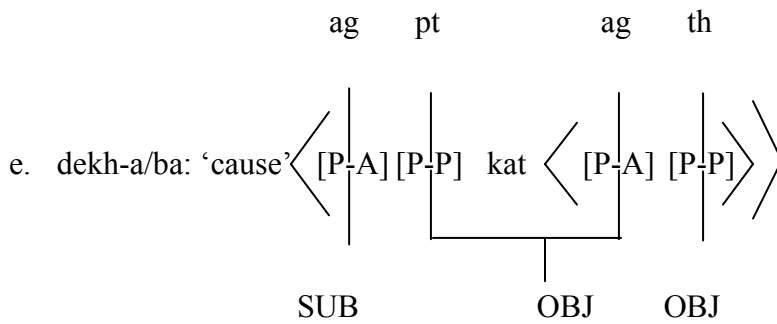 ag pt ag th
e. dekh-a/ba: ‘cause’ [P-A] [P-P] kat [P-A] [P-P]
SUB OBJ OBJ